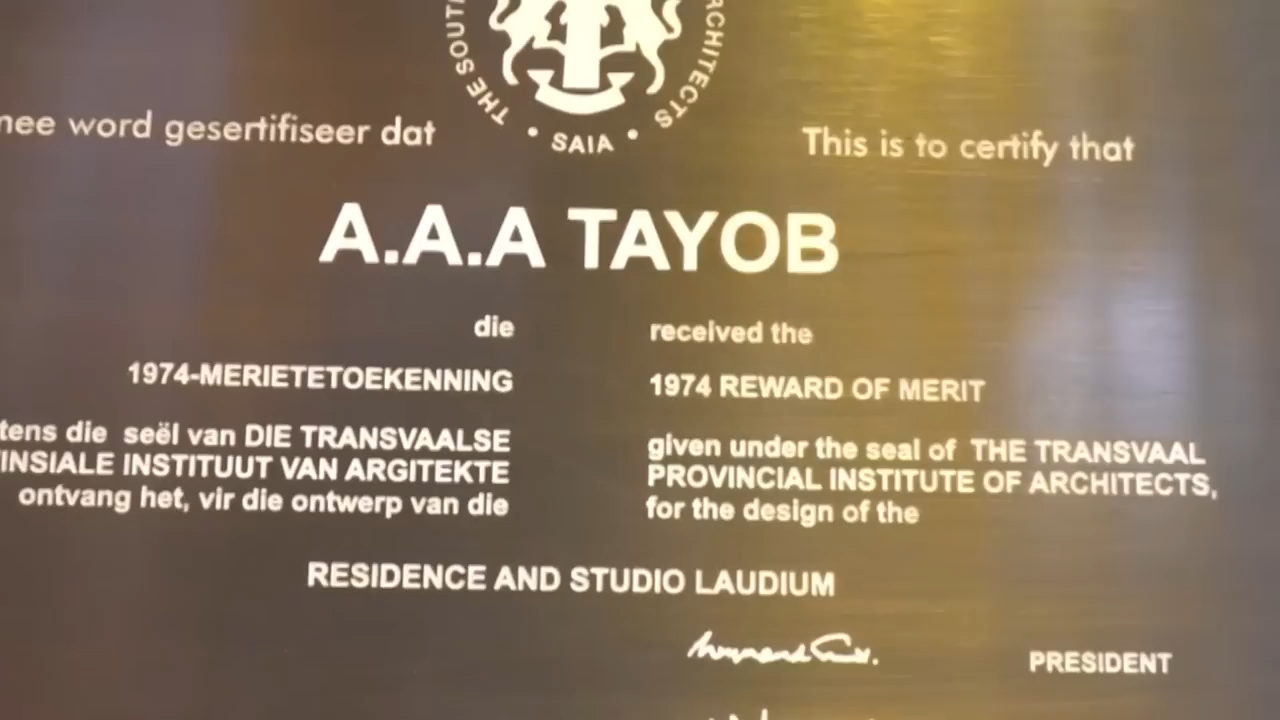 THE SOUT
RCHITECTS
• SAIA •
nee word gesertifiseer dat
This is to certify that
A.A.A TAYOB
die
received the
1974-MERIETETOEKENNING
1974 REWARD OF MERIT
tens die seël van DIE TRANSVAALSE
given under the seal of THE TRANSVAAL
INSIALE INSTITUUT VAN ARGITEKTE
PROVINCIAL INSTITUTE OF ARCHITECTS,
ontvang het, vir die ontwerp van die
for the design of the
RESIDENCE AND STUDIO LAUDIUM
PRESIDENT